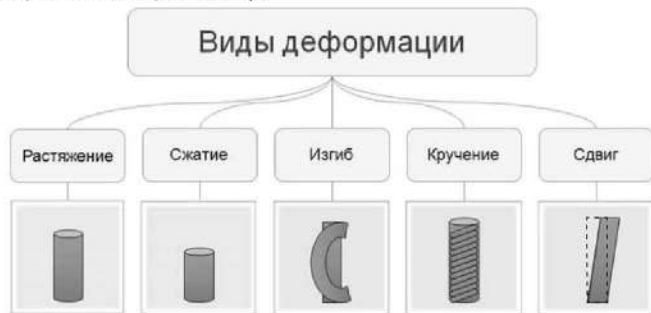 Виды деформации
Растяжение
Сжатие
Изгиб
Кручение
Сдвиг